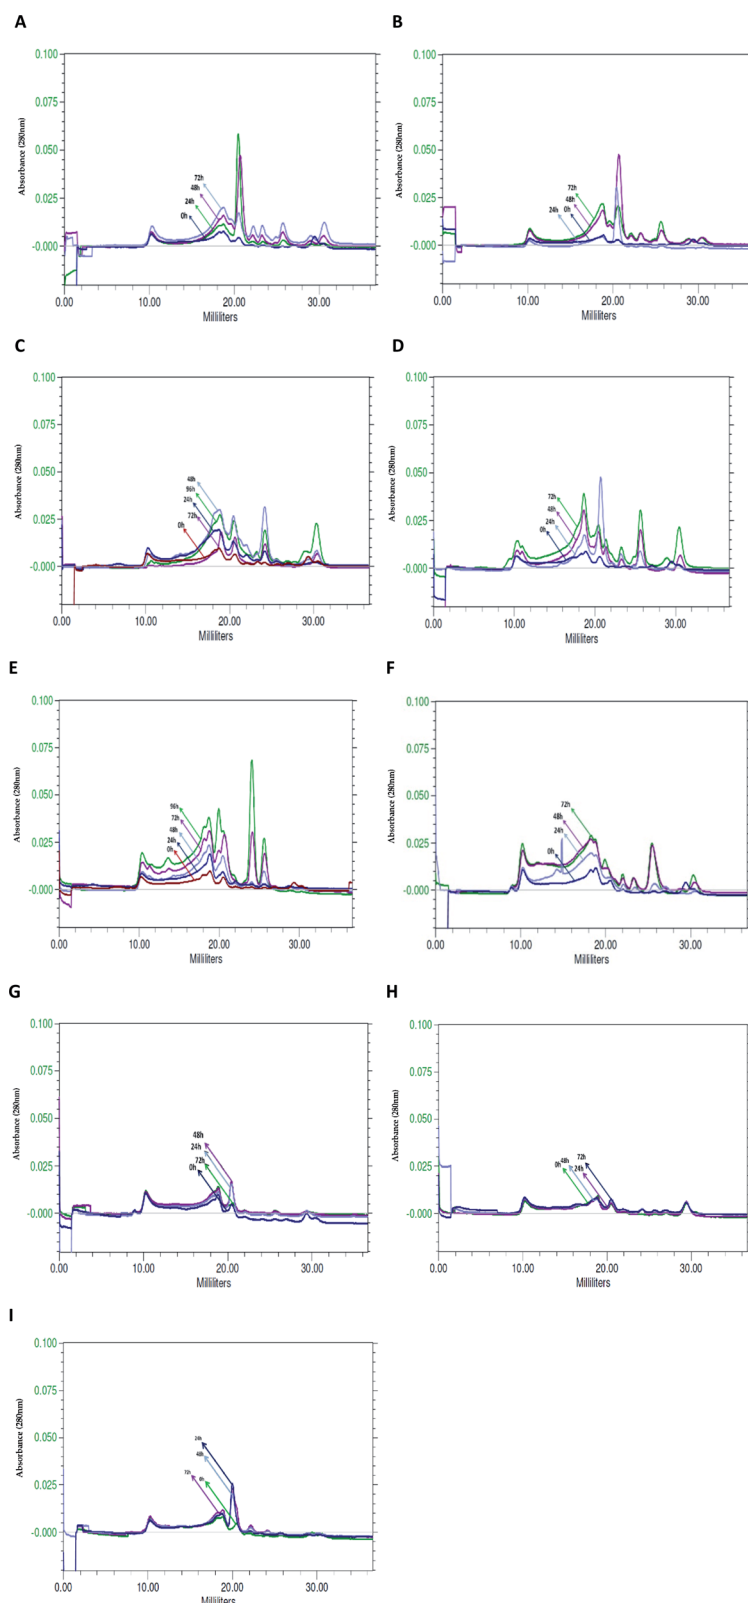 A
Absorbance (280nm)
0.100
0.075
0.050
0.025
-0.000
72h
48h
24h
0h
0.00 10.00 20.00 30.00
Milliliters
B
Absorbance (280nm)
0.100
0.075
0.050
0.025
-0.000
72h
48h
24h 0h
0.00 10.00 20.00 30.00
Milliliters
C
Absorbance (280nm)
0.100
0.075
0.050
0.025
-0.000
48h
96h
24h
72h
0h
0.00 10.00 20.00 30.00
Milliliters
D
Absorbance (280nm)
0.100
0.075
0.050
0.025
-0.000
72h
48h
24h
0h
0.00 10.00 20.00 30.00
Milliliters
E
Absorbance (280nm)
0.100
0.075
0.050
0.025
-0.000
96h
72h
48h
24h
0h
0.00 10.00 20.00 30.00
Milliliters
F
Absorbance (280nm)
0.100
0.075
0.050
0.025
-0.000
72h
48h
24h
0h
0.00 10.00 20.00 30.00
Milliliters
G
Absorbance (280nm)
0.100
0.075
0.050
0.025
-0.000
48h
24h
72h
0h
0.00 10.00 20.00 30.00
Milliliters
H
Absorbance (280nm)
0.100
0.075
0.050
0.025
-0.000
48h 72h
0h 24h
0.00 10.00 20.00 30.00
Milliliters
I
Absorbance (280nm)
0.100
0.075
0.050
0.025
-0.000
24h
48h
72h 0h
0.00 10.00 20.00 30.00
Milliliters